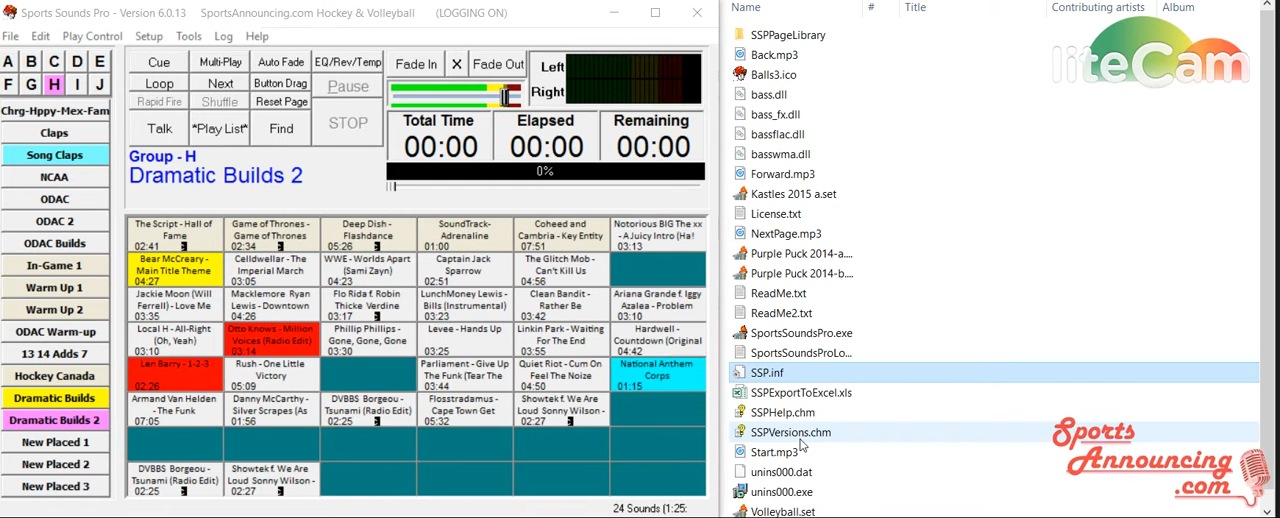 Sports Sounds Pro - Version 6.0.13 SportsAnnouncing.com Hockey & Volleyball (LOGGING ON)
File Edit Play Control Setup Tools Log Help
A B C D E
F G H I J
Chrg-Hppy-Mex-Fam
Claps
Song Claps
NCAA
ODAC
ODAC 2
ODAC Builds
In-Game 1
Warm Up 1
Warm Up 2
ODAC Warm-up
13 14 Adds 7
Hockey Canada
Dramatic Builds
Dramatic Builds 2
New Placed 1
New Placed 2
New Placed 3
Cue Multi-Play Auto Fade EQ/Rev/Temp
Loop Next Button Drag Pause
Rapid Fire Shuffle Reset Page
Talk *Play List* Find STOP
Fade In X Fade Out
Left
Right
Total Time Elapsed Remaining
00:00 00:00 00:00
0%
Group - H
Dramatic Builds 2
The Script - Hall of Fame 02:41
Game of Thrones - Game of Thrones 02:34
Deep Dish - Flashdance 05:26
SoundTrack- Adrenaline 01:00
Coheed and Cambria - Key Entity 07:51
Notorious BIG The xx - A Juicy Intro (Ha! 03:13
Bear McCreary - Main Title Theme 04:27
Celldweller - The Imperial March 03:05
WWE - Worlds Apart (Sami Zayn) 04:23
Captain Jack Sparrow 02:51
The Glitch Mob - Can't Kill Us 04:56
Jackie Moon (Will Ferrell) - Love Me 03:35
Macklemore Ryan Lewis - Downtown 04:26
Flo Rida f. Robin Thicke Verdine 03:17
LunchMoney Lewis - Bills (Instrumental) 03:23
Clean Bandit - Rather Be 03:42
Ariana Grande f. Iggy Azalea - Problem 03:10
Local H - All-Right (Oh, Yeah) 03:10
Otto Knows - Million Voices (Radio Edit) 03:14
Phillip Phillips - Gone, Gone, Gone 03:30
Levee - Hands Up 03:25
Linkin Park - Waiting For The End 03:55
Hardwell - Countdown (Original 04:42
Len Barry - 1-2-3 02:26
Rush - One Little Victory 05:09
Parliament - Give Up The Funk (Tear The 03:44
Quiet Riot - Cum On Feel The Noize 04:50
National Anthem Corps 01:15
Armand Van Helden - The Funk 07:05
Danny McCarthy - Silver Scrapes (As 01:56
DVBBS Borgeou - Tsunami (Radio Edit) 02:25
Flosstradamus - Cape Town Get 05:32
Showtek f. We Are Loud Sonny Wilson - 02:27
DVBBS Borgeou - Tsunami (Radio Edit) 02:25
Showtek f. We Are Loud Sonny Wilson - 02:27
24 Sounds (1:25:
Name # Title Contributing artists Album
SSPPageLibrary
Back.mp3
Balls3.ico
bass.dll
bass_fx.dll
bassflac.dll
basswma.dll
Forward.mp3
Kastles 2015 a.set
License.txt
NextPage.mp3
Purple Puck 2014-a....
Purple Puck 2014-b....
ReadMe.txt
ReadMe2.txt
SportsSoundsPro.exe
SportsSoundsProLo...
SSP.inf
SSPExportToExcel.xls
SSPHelp.chm
SSPVersions.chm
Start.mp3
unins000.dat
unins000.exe
Volleyball.set
liteCam
Sports
Announcing
.com